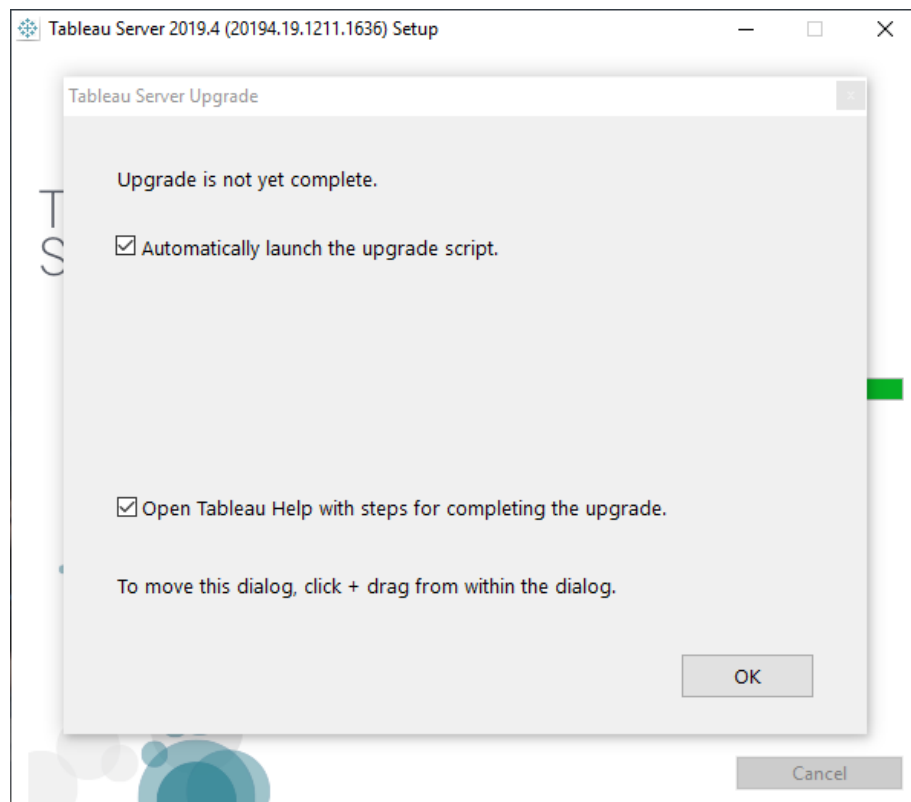 Tableau Server 2019.4 (20194.19.1211.1636) Setup
Tableau Server Upgrade
Upgrade is not yet complete.
T
Automatically launch the upgrade script.
S
Open Tableau Help with steps for completing the upgrade.
To move this dialog, click + drag from within the dialog.
OK
Cancel